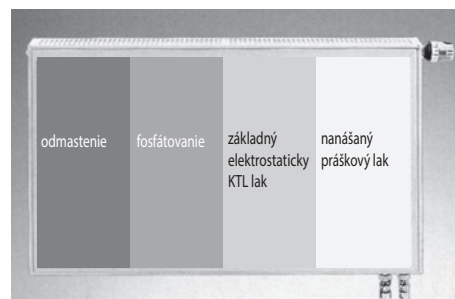 odmastenie
fosfátovanie
základný
elektrostaticky
KTL lak
nanášaný
práškový lak